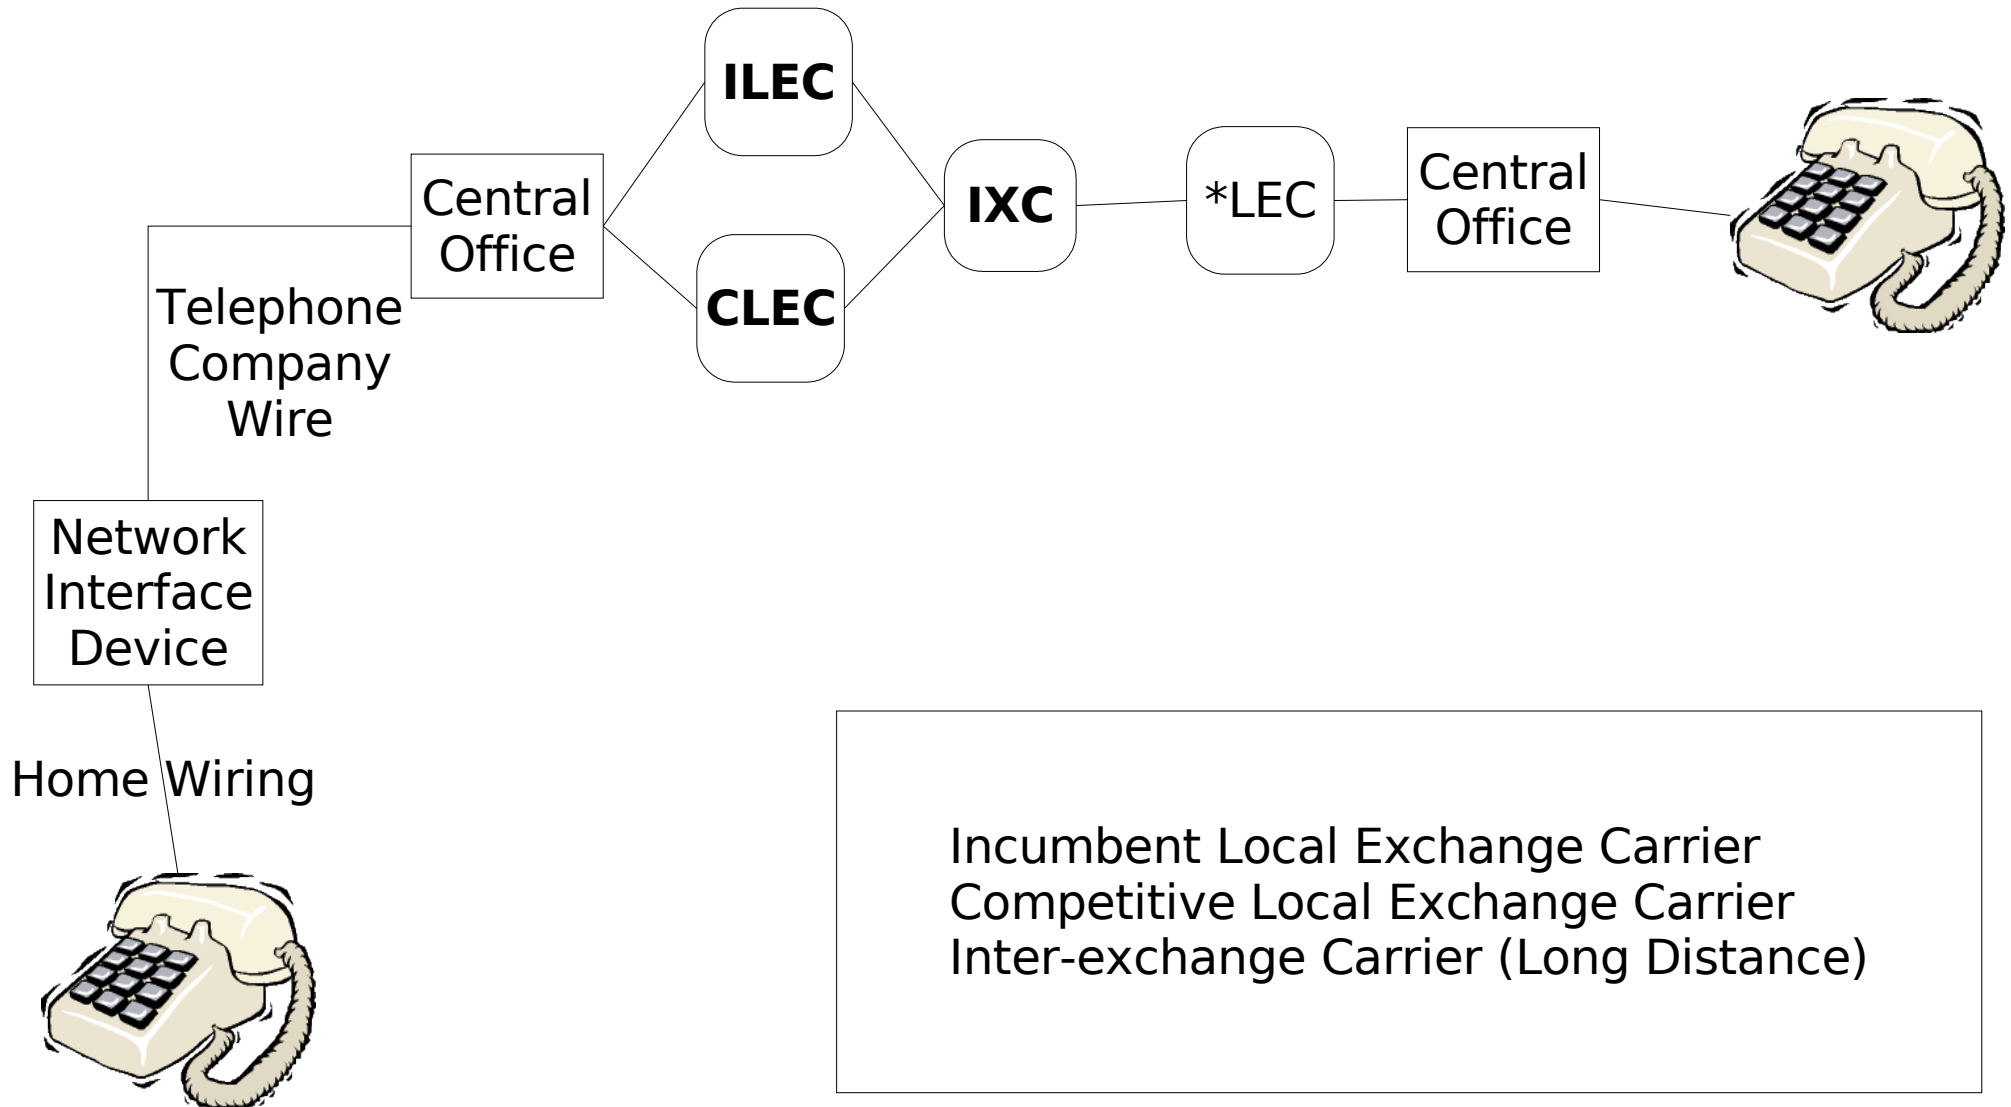 ILEC
Central
Office
CLEC
IXC
*LEC
Central
Office
Telephone
Company
Wire
Network
Interface
Device
Home Wiring
Incumbent Local Exchange Carrier
Competitive Local Exchange Carrier
Inter-exchange Carrier (Long Distance)